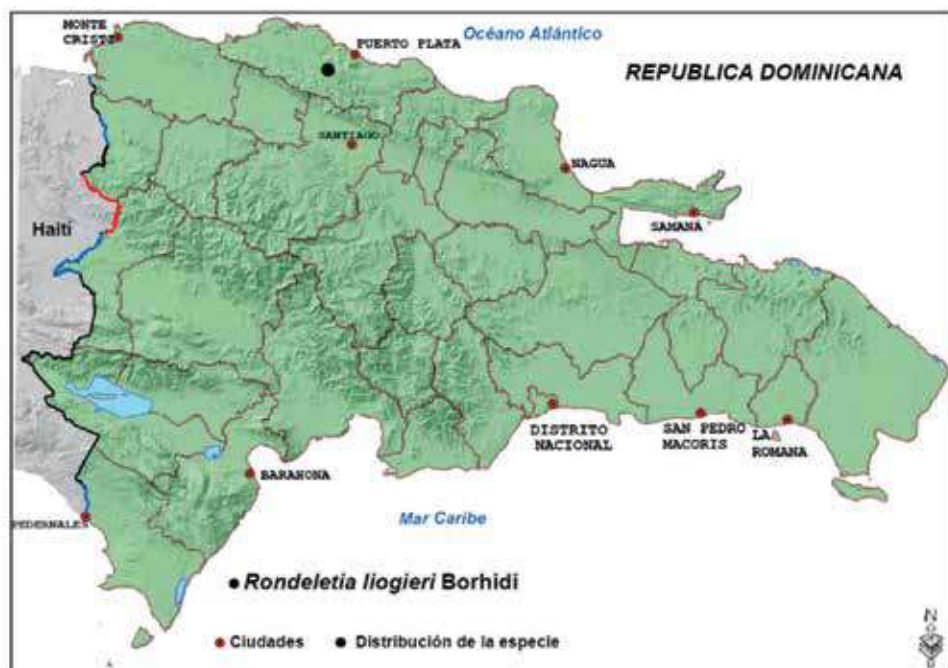 MONTE
CRISTI
PUERTO PLATA
Océano Atlántico
REPUBLICA DOMINICANA
SANTIAGO
NAGUA
SAMANA
Haití
DISTRITO
NACIONAL
SAN PEDRO
MACORIS
LA
ROMANA
BARAHONA
PEDERNALES
Mar Caribe
Rondeletia liogieri Borhidi
Ciudades
Distribución de la especie
N